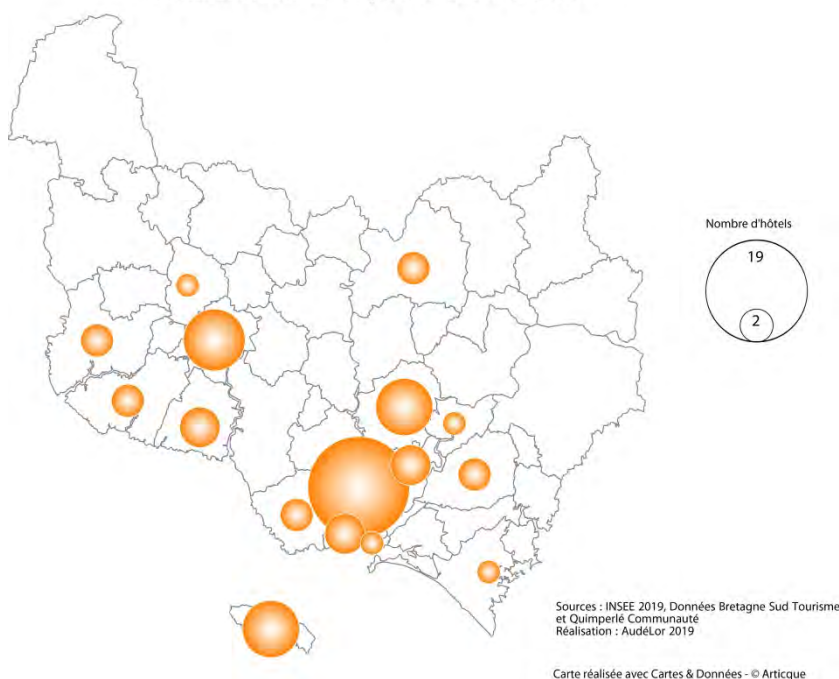 Nombre d'hôtels
19
2
Sources : INSEE 2019, Données Bretagne Sud Tourisme
et Quimperlé Communauté
Réalisation : AudéLor 2019
Carte réalisée avec Cartes & Données - © Articque